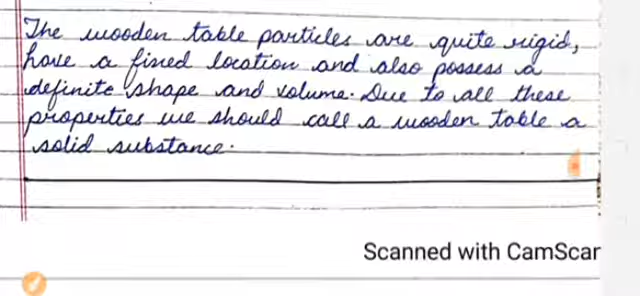 The wooden table particles are quite rigid,
have a fixed location and also possess a
definite shape and volume. Due to all these
properties we should call a wooden table a
solid substance.
Scanned with CamScar